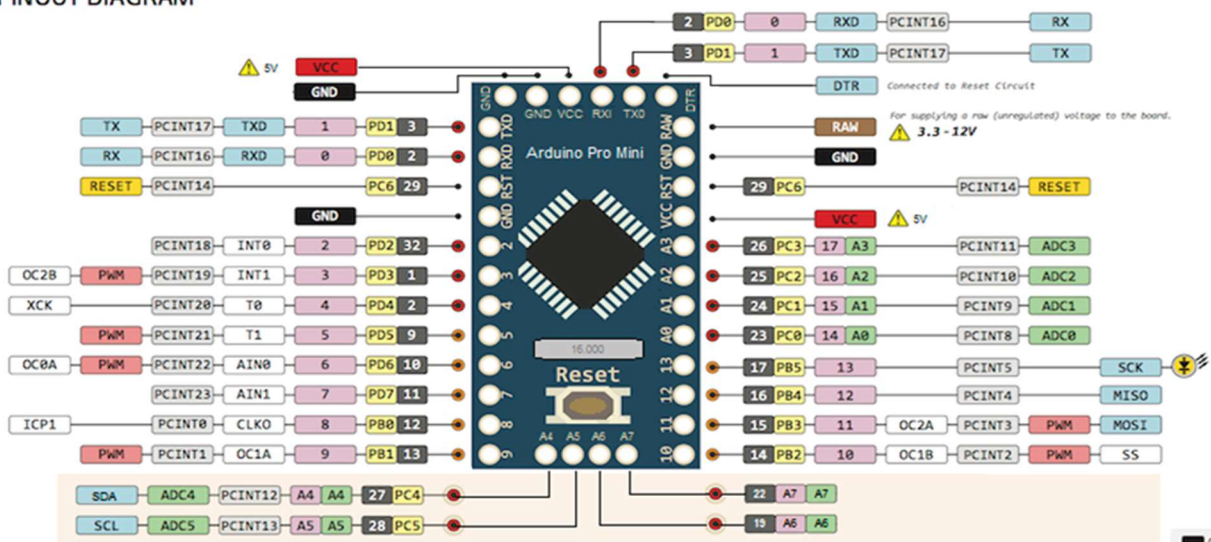 PINOUT DIAGRAM
2 PD0 0 RXD PCINT16 RX
3 PD1 1 TXD PCINT17 TX
5V VCC
GND
DTR Connected to Reset Circuit
For supplying a raw (unregulated) voltage to the board.
RAW 3.3 - 12V
GND
TX PCINT17 TXD 1 PD1 3
RX PCINT16 RXD 0 PD0 2
RESET PCINT14 PC6 29
GND
PCINT18 INT0 2 PD2 32
OC2B PWM PCINT19 INT1 3 PD3 1
XCK PCINT20 T0 4 PD4 2
PWM PCINT21 T1 5 PD5 9
OC0A PWM PCINT22 AIN0 6 PD6 10
PCINT23 AIN1 7 PD7 11
ICP1 PCINT0 CLKO 8 PB0 12
PWM PCINT1 OC1A 9 PB1 13
GND GND VCC RXI TX0 DTR
Arduino Pro Mini
TXD RXD RST GND 2 3 4 5 6 7 8 9
RAW GND RST VCC A3 A2 A1 A0 13 12 11 10
16.000
Reset
A4 A5 A6 A7
29 PC6 PCINT14 RESET
VCC 5V
26 PC3 17 A3 PCINT11 ADC3
25 PC2 16 A2 PCINT10 ADC2
24 PC1 15 A1 PCINT9 ADC1
23 PC0 14 A0 PCINT8 ADC0
17 PB5 13 PCINT5 SCK
16 PB4 12 PCINT4 MISO
15 PB3 11 OC2A PCINT3 PWM MOSI
14 PB2 10 OC1B PCINT2 PWM SS
SDA ADC4 PCINT12 A4 A4 27 PC4
SCL ADC5 PCINT13 A5 A5 28 PC5
22 A7 A7
19 A6 A6